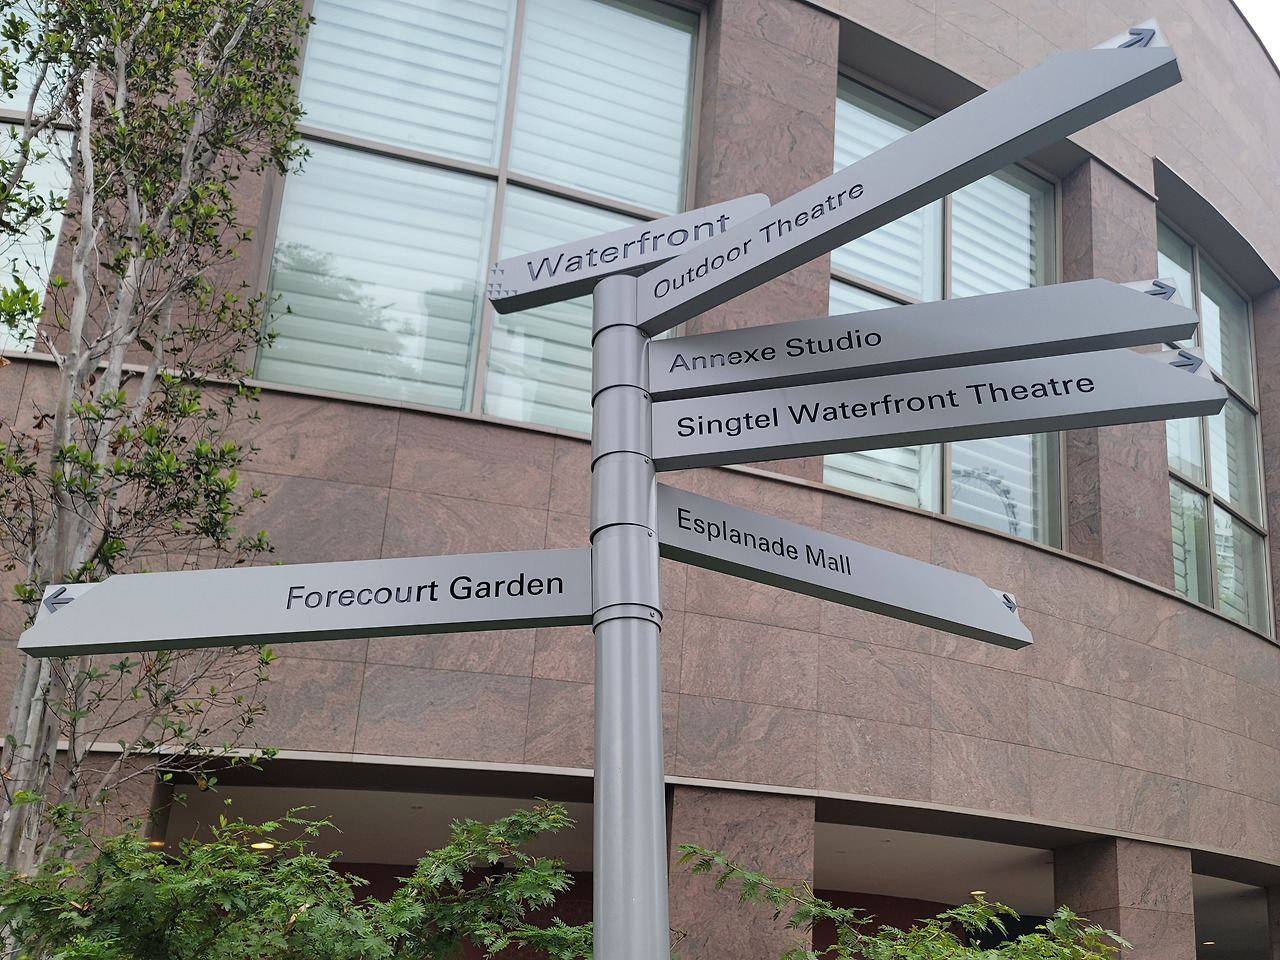 Waterfront
Outdoor Theatre
Annexe Studio
Singtel Waterfront Theatre
Esplanade Mall
Forecourt Garden